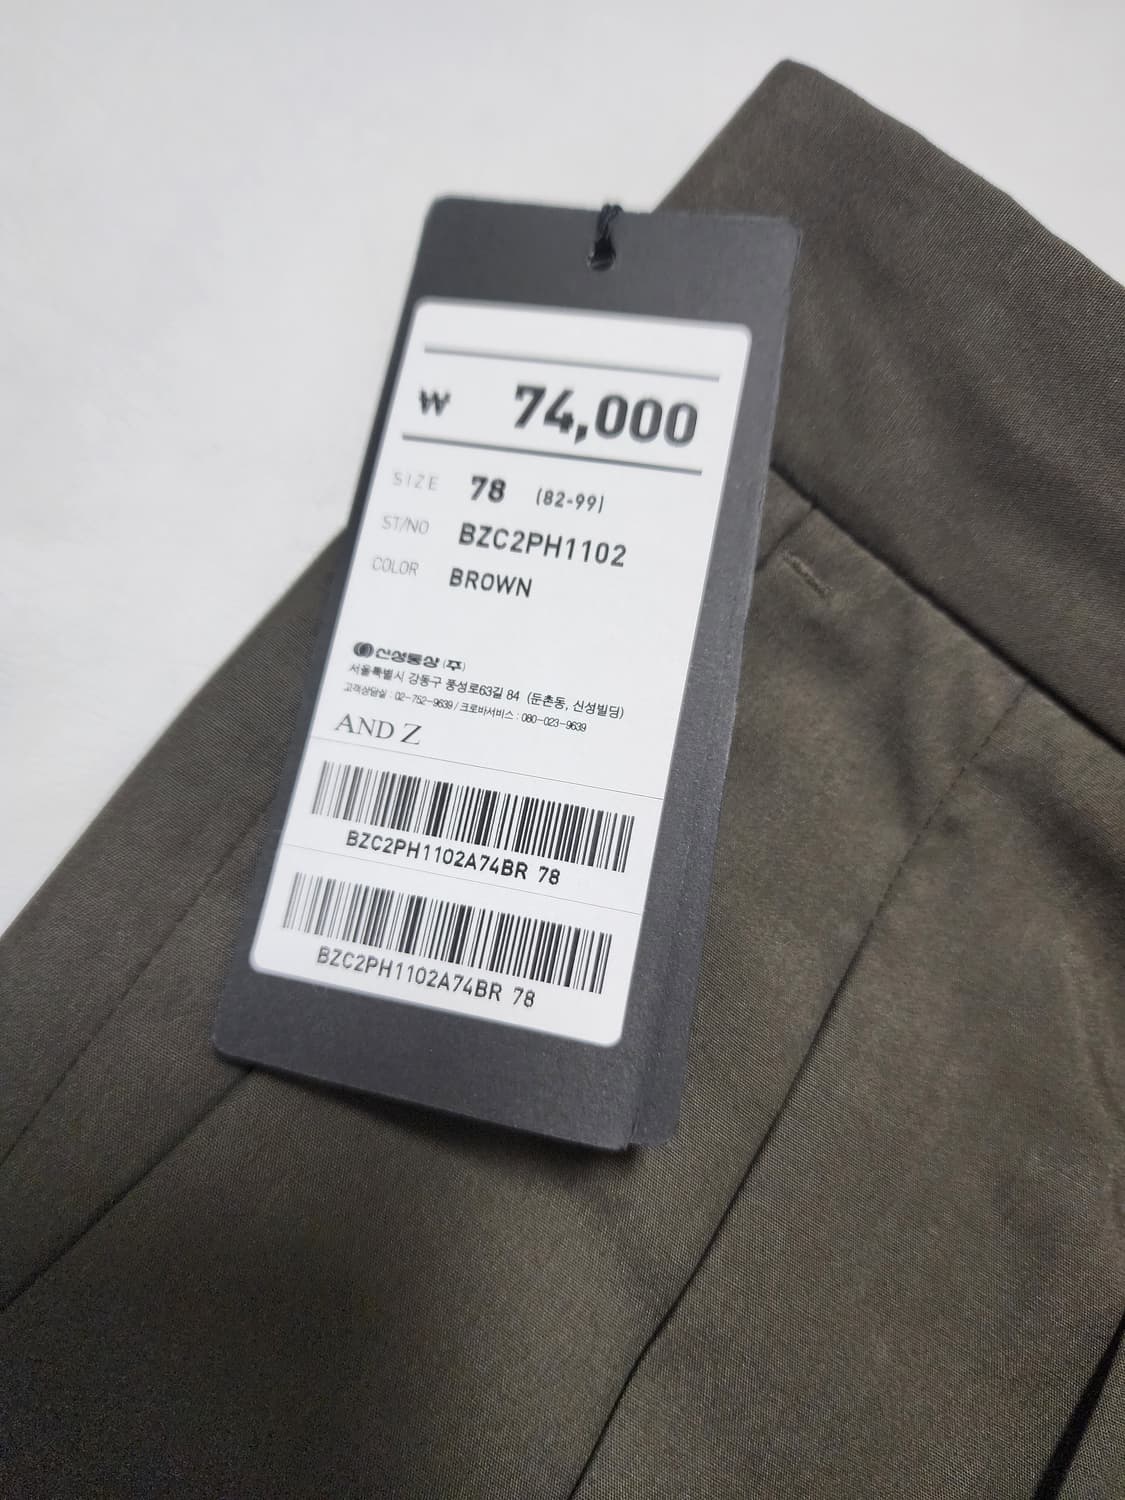 ₩ 74,000
SIZE 78 (82-99)
ST/NO BZC2PH1102
COLOR BROWN
신성통상 (주)
서울특별시 강동구 풍성로63길 84 (둔촌동, 신성빌딩)
고객상담실 : 02-752-9639 / 크로바서비스 : 080-023-9639
AND Z
BZC2PH1102A74BR 78
BZC2PH1102A74BR 78